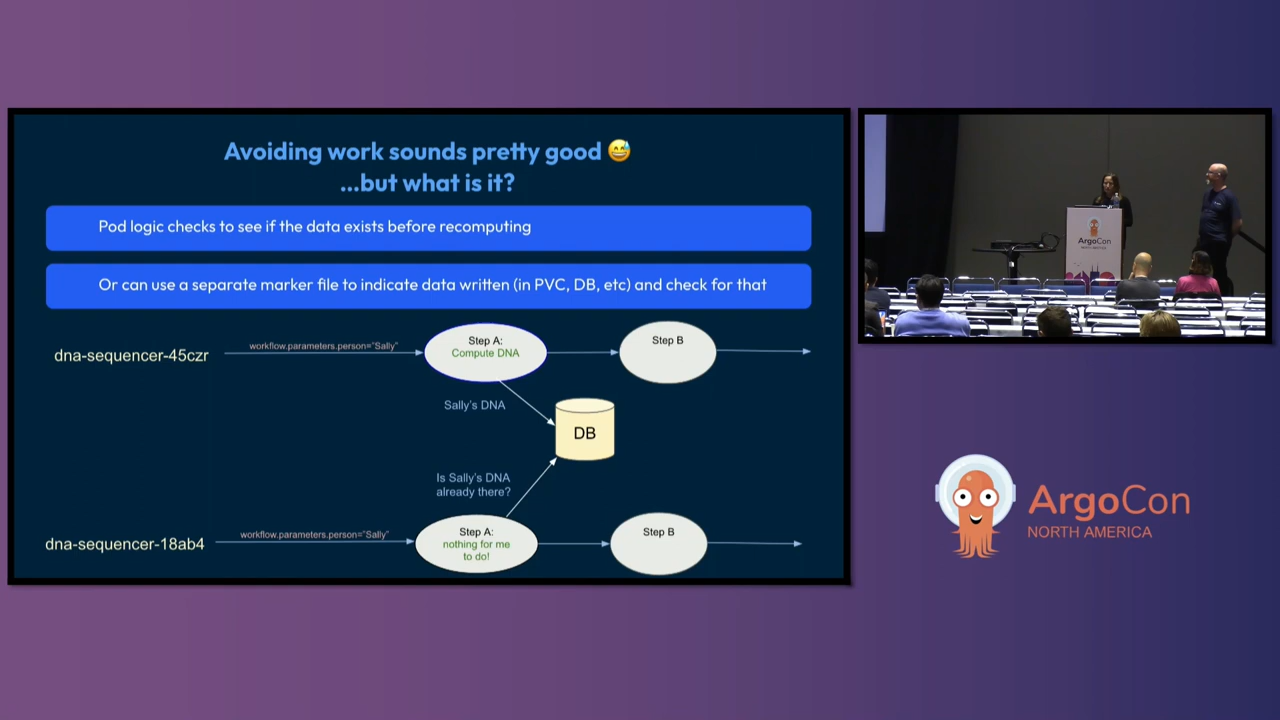 Avoiding work sounds pretty good 😅
...but what is it?
Pod logic checks to see if the data exists before recomputing
Or can use a separate marker file to indicate data written (in PVC, DB, etc) and check for that
dna-sequencer-45czr
workflow.parameters.person="Sally"
Step A:
Compute DNA
Step B
Sally's DNA
DB
Is Sally's DNA
already there?
dna-sequencer-18ab4
workflow.parameters.person="Sally"
Step A:
nothing for me
to do!
Step B
ArgoCon
NORTH AMERICA
ArgoCon
NORTH AMERICA